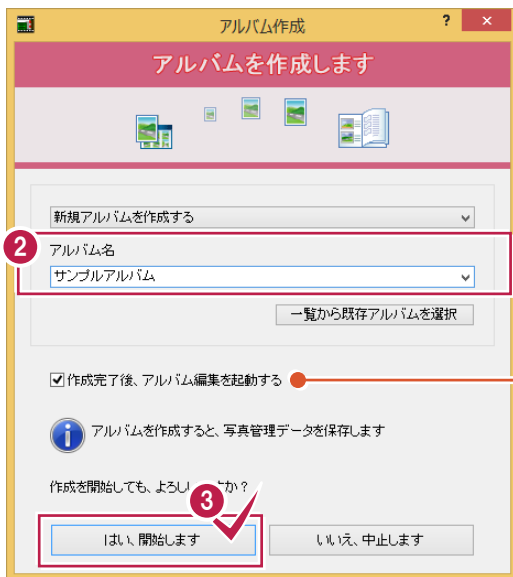 アルバム作成
? ×
アルバムを作成します
新規アルバムを作成する
2
アルバム名
サンプルアルバム
一覧から既存アルバムを選択
作成完了後、アルバム編集を起動する
アルバムを作成すると、写真管理データを保存します
作成を開始しても、よろし か?
3
はい、開始します
いいえ、中止します